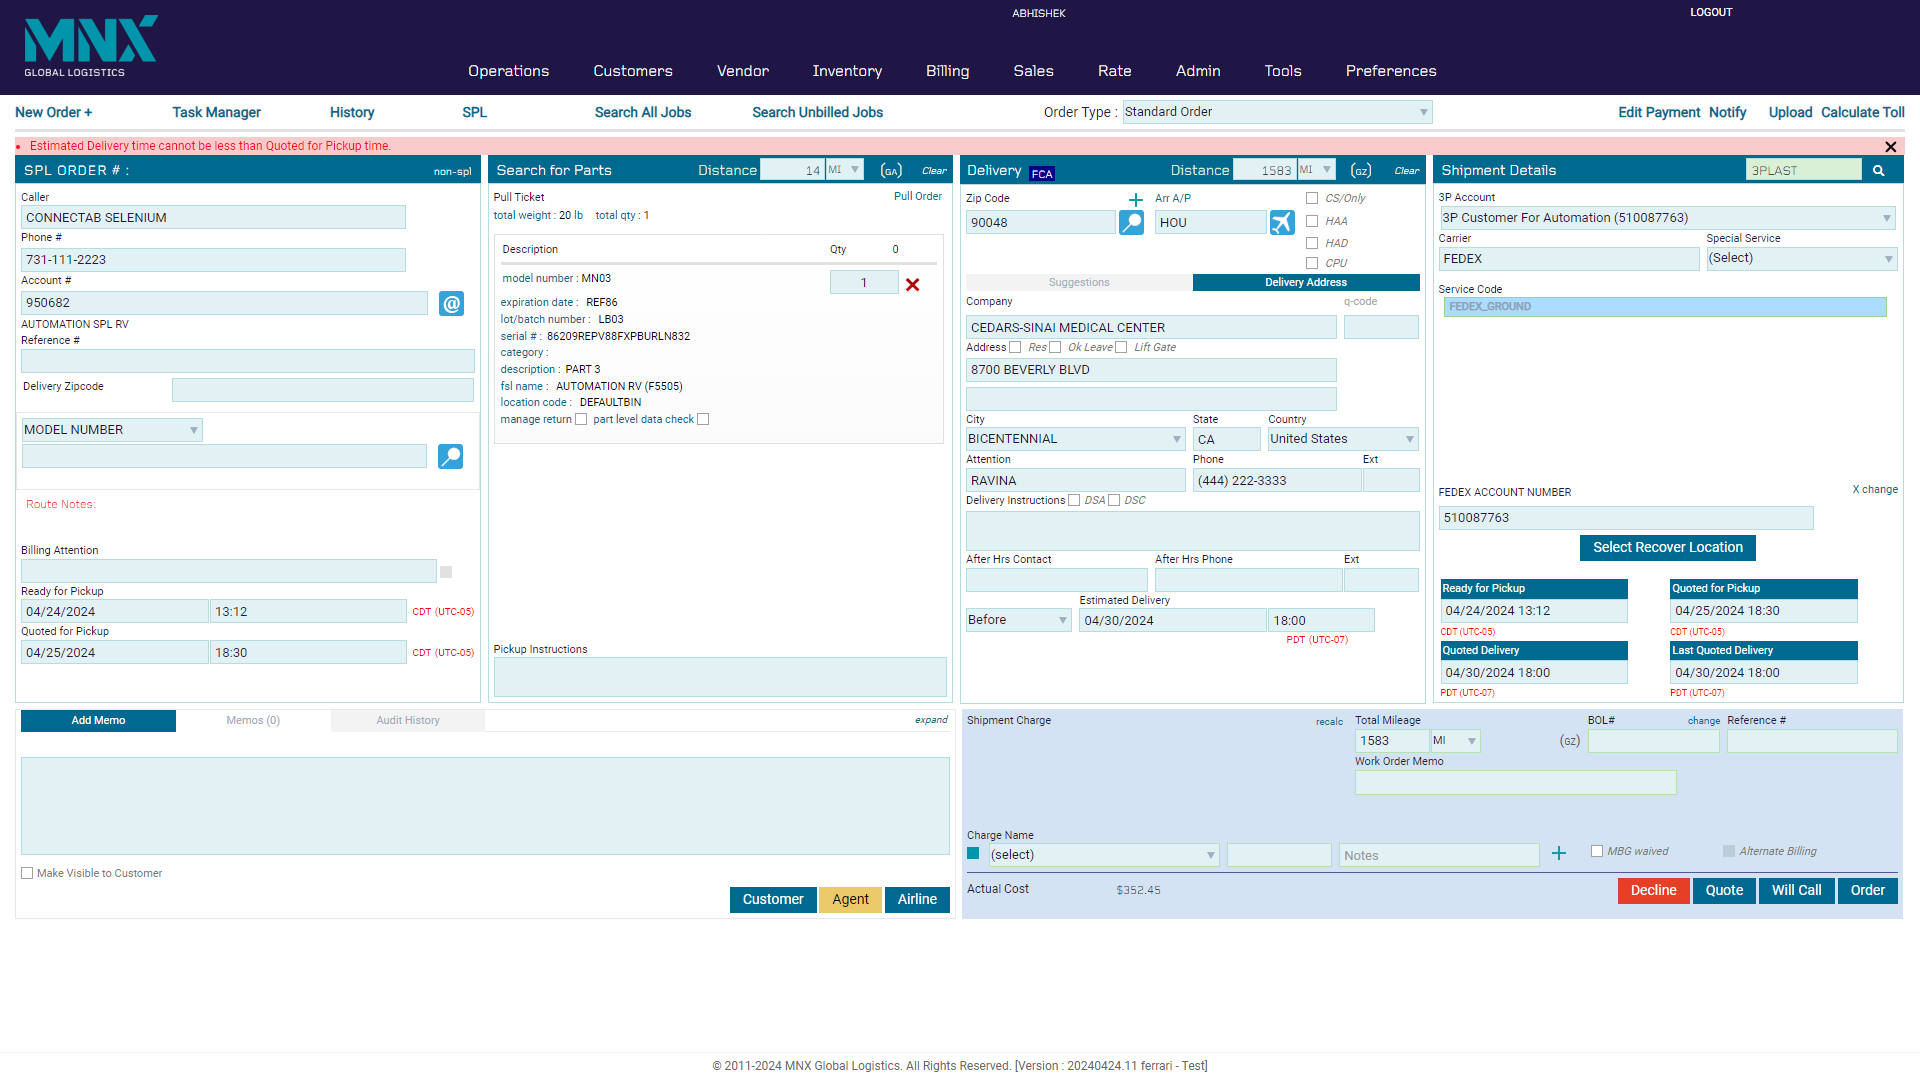 MNX
GLOBAL LOGISTICS
ABHISHEK
LOGOUT
Operations Customers Vendor Inventory Billing Sales Rate Admin Tools Preferences
New Order + Task Manager History SPL Search All Jobs Search Unbilled Jobs Order Type : Standard Order Edit Payment Notify Upload Calculate Toll
Estimated Delivery time cannot be less than Quoted for Pickup time.
SPL ORDER # : non-spl
Caller
CONNECTAB SELENIUM
Phone #
731-111-2223
Account #
950682
@
AUTOMATION SPL RV
Reference #
Delivery Zipcode
MODEL NUMBER
Route Notes:
Billing Attention
Ready for Pickup
04/24/2024 13:12 CDT (UTC-05)
Quoted for Pickup
04/25/2024 18:30 CDT (UTC-05)
Search for Parts Distance 14 MI (GA) Clear
Pull Ticket Pull Order
total weight : 20 lb total qty : 1
Description Qty 0
model number : MN03 1
expiration date : REF86
lot/batch number : LB03
serial # : 86209REPV88FXPBURLN832
category :
description : PART 3
fsl name : AUTOMATION RV (F5505)
location code : DEFAULTBIN
manage return part level data check
Pickup Instructions
Delivery FCA Distance 1583 MI (GZ) Clear
Zip Code Arr A/P CS/Only
90048 HOU HAA
HAD
CPU
Suggestions Delivery Address
Company q-code
CEDARS-SINAI MEDICAL CENTER
Address Res Ok Leave Lift Gate
8700 BEVERLY BLVD
City State Country
BICENTENNIAL CA United States
Attention Phone Ext
RAVINA (444) 222-3333
Delivery Instructions DSA DSC
After Hrs Contact After Hrs Phone Ext
Estimated Delivery
Before 04/30/2024 18:00
PDT (UTC-07)
Shipment Details 3PLAST
3P Account
3P Customer For Automation (510087763)
Carrier Special Service
FEDEX (Select)
Service Code
FEDEX_GROUND
FEDEX ACCOUNT NUMBER X change
510087763
Select Recover Location
Ready for Pickup Quoted for Pickup
04/24/2024 13:12 04/25/2024 18:30
CDT (UTC-05) CDT (UTC-05)
Quoted Delivery Last Quoted Delivery
04/30/2024 18:00 04/30/2024 18:00
PDT (UTC-07) PDT (UTC-07)
Add Memo Memos (0) Audit History expand
Make Visible to Customer
Customer Agent Airline
Shipment Charge recalc Total Mileage BOL# change Reference #
1583 MI (GZ)
Work Order Memo
Charge Name
(select) Notes MBG waived Alternate Billing
Actual Cost $352.45 Decline Quote Will Call Order
© 2011-2024 MNX Global Logistics. All Rights Reserved. [Version : 20240424.11 ferrari - Test]